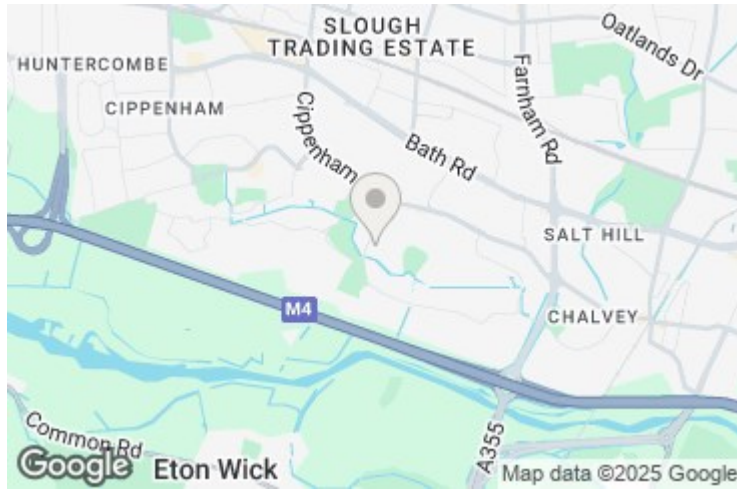 SLOUGH
TRADING ESTATE
Oatlands Dr
HUNTERCOMBE
Farnham Rd
CIPPENHAM
Cippenham
Bath Rd
SALT HILL
M4
CHALVEY
Common Rd
A355
Google
Eton Wick
Map data ©2025 Google